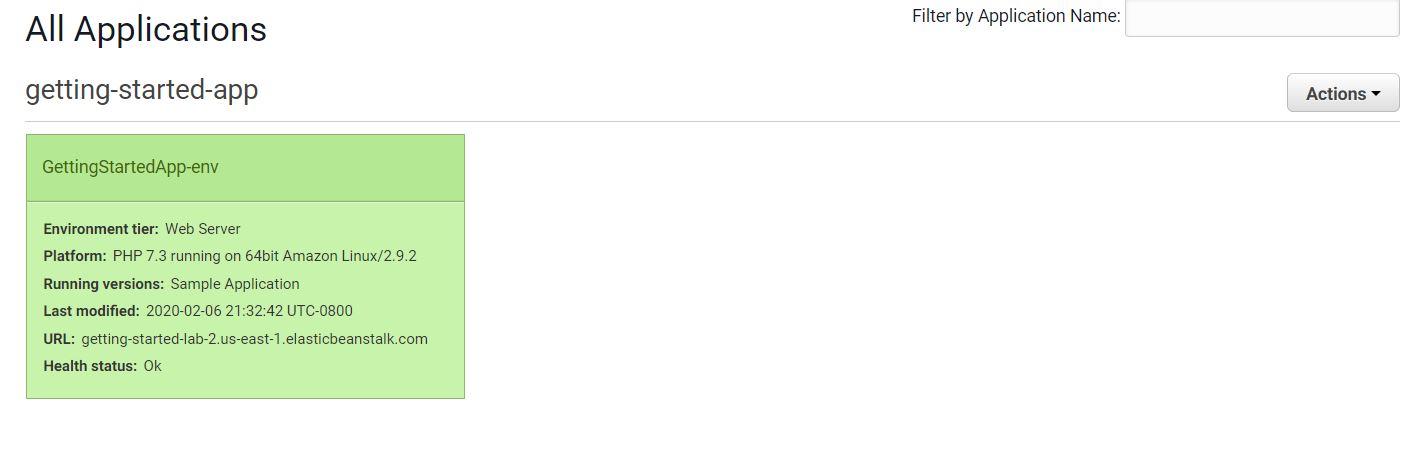 All Applications
Filter by Application Name:
getting-started-app
Actions
GettingStartedApp-env
Environment tier: Web Server
Platform: PHP 7.3 running on 64bit Amazon Linux/2.9.2
Running versions: Sample Application
Last modified: 2020-02-06 21:32:42 UTC-0800
URL: getting-started-lab-2.us-east-1.elasticbeanstalk.com
Health status: Ok